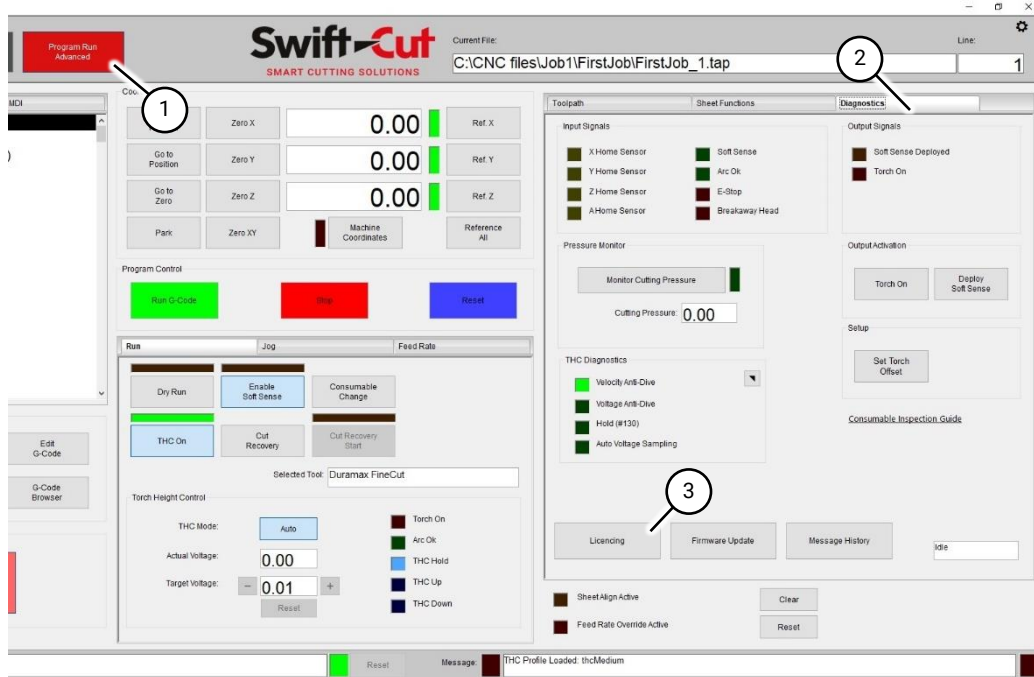 Program Run
Advanced
Swift-Cut
SMART CUTTING SOLUTIONS
Current File:
C:\CNC files\Job1\FirstJob\FirstJob_1.tap
Line:
1
1
2
3
MDI
)
Zero X
0.00
Ref. X
Go to
Position
Zero Y
0.00
Ref. Y
Go to
Zero
Zero Z
0.00
Ref. Z
Park
Zero XY
Machine
Coordinates
Reference
All
Program Control
Run G-Code
Stop
Reset
Run
Jog
Feed Rate
Dry Run
Enable
Soft Sense
Consumable
Change
THC On
Cut
Recovery
Cut Recovery
Start
Selected Tool:
Duramax FineCut
Torch Height Control
THC Mode:
Auto
Actual Voltage:
0.00
Target Voltage:
−
0.01
+
Reset
Torch On
Arc Ok
THC Hold
THC Up
THC Down
Edit
G-Code
G-Code
Browser
Toolpath
Sheet Functions
Diagnostics
Input Signals
X Home Sensor
Y Home Sensor
Z Home Sensor
A Home Sensor
Soft Sense
Arc Ok
E-Stop
Breakaway Head
Output Signals
Soft Sense Deployed
Torch On
Pressure Monitor
Monitor Cutting Pressure
Cutting Pressure:
0.00
Output Activation
Torch On
Deploy
Soft Sense
Setup
Set Torch
Offset
THC Diagnostics
Velocity Anti-Dive
Voltage Anti-Dive
Hold (#130)
Auto Voltage Sampling
Consumable Inspection Guide
Licencing
Firmware Update
Message History
Idle
Sheet Align Active
Clear
Feed Rate Override Active
Reset
Reset
Message:
THC Profile Loaded: thcMedium